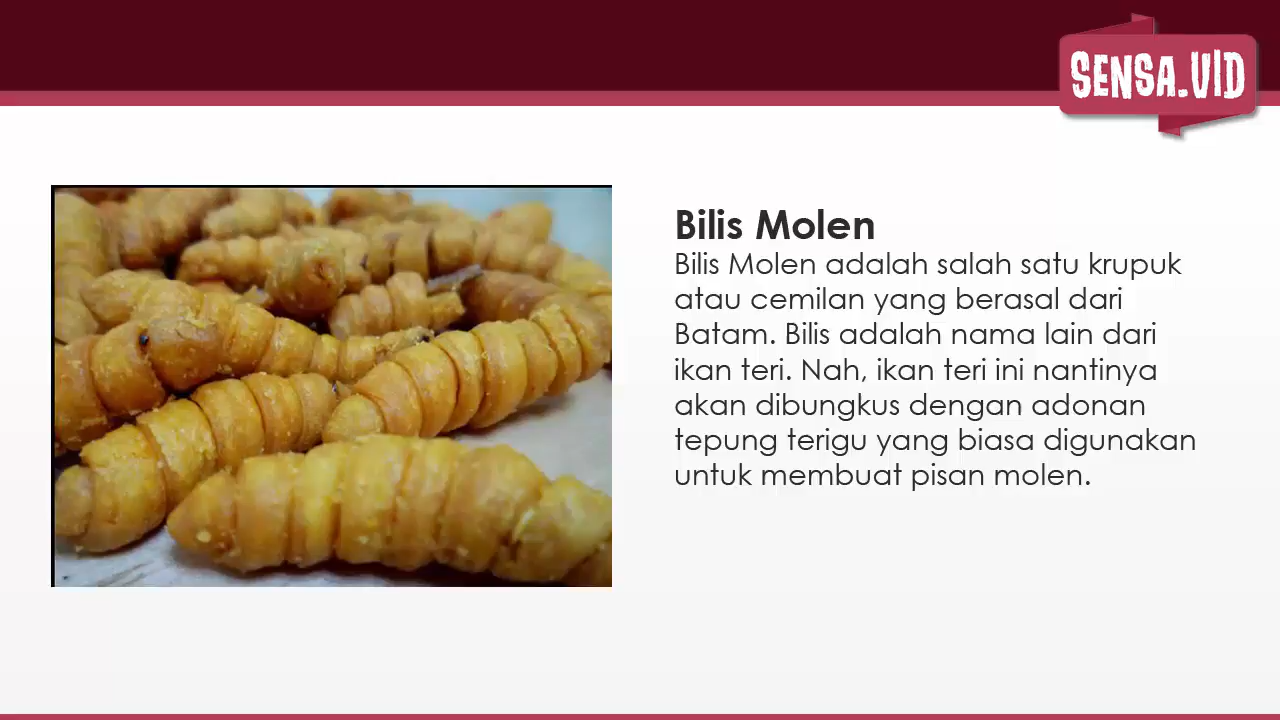 SENSA.VID
Bilis Molen
Bilis Molen adalah salah satu krupuk
atau cemilan yang berasal dari
Batam. Bilis adalah nama lain dari
ikan teri. Nah, ikan teri ini nantinya
akan dibungkus dengan adonan
tepung terigu yang biasa digunakan
untuk membuat pisan molen.